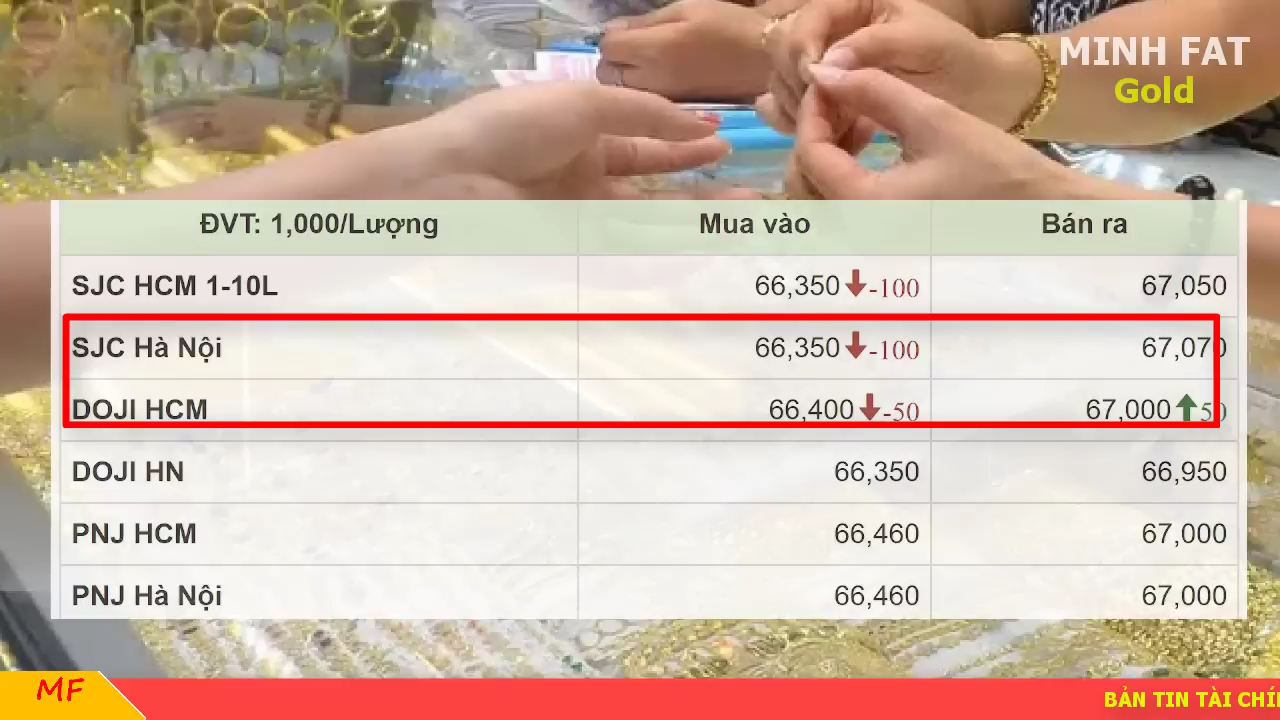 MINH FAT
Gold
ĐVT: 1,000/Lượng Mua vào Bán ra
SJC HCM 1-10L 66,350 -100 67,050
SJC Hà Nội 66,350 -100 67,070
DOJI HCM 66,400 -50 67,000 50
DOJI HN 66,350 66,950
PNJ HCM 66,460 67,000
PNJ Hà Nội 66,460 67,000
MF
BẢN TIN TÀI CHÍ